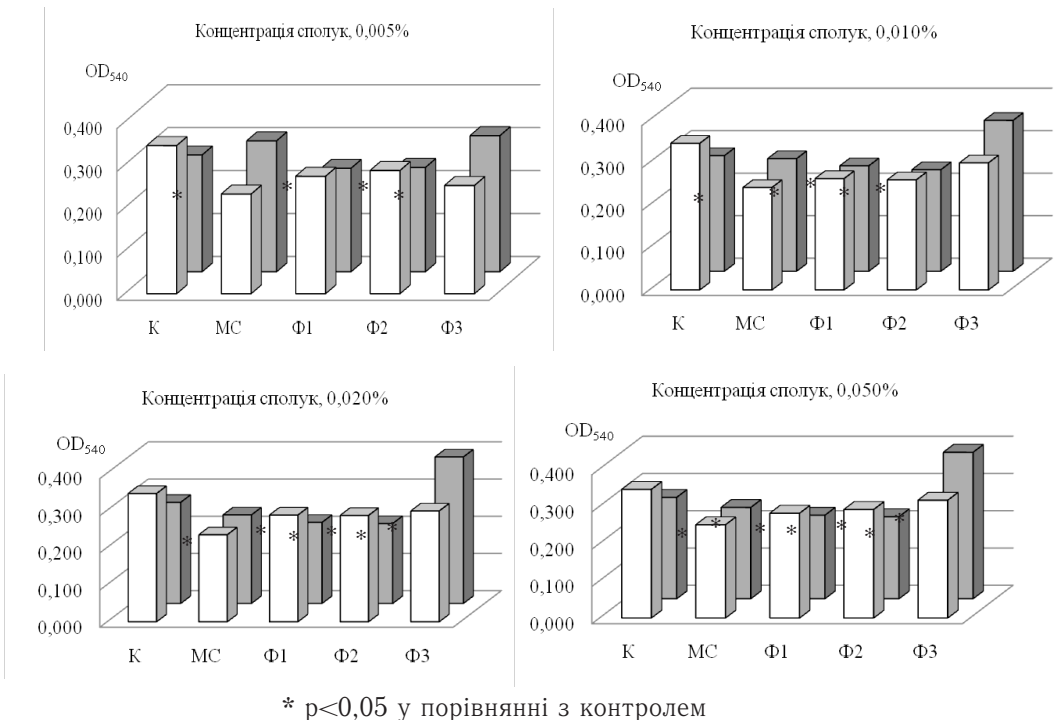 Концентрація сполук, 0,005%
OD540
0,400
0,300
0,200
0,100
0,000
К МС Ф1 Ф2 Ф3
* * * *
Концентрація сполук, 0,010%
OD540
0,400
0,300
0,200
0,100
0,000
К МС Ф1 Ф2 Ф3
* * * * *
Концентрація сполук, 0,020%
OD540
0,400
0,300
0,200
0,100
0,000
К МС Ф1 Ф2 Ф3
* * * * * *
Концентрація сполук, 0,050%
OD540
0,400
0,300
0,200
0,100
0,000
К МС Ф1 Ф2 Ф3
* * * * * * *
* р<0,05 у порівнянні з контролем